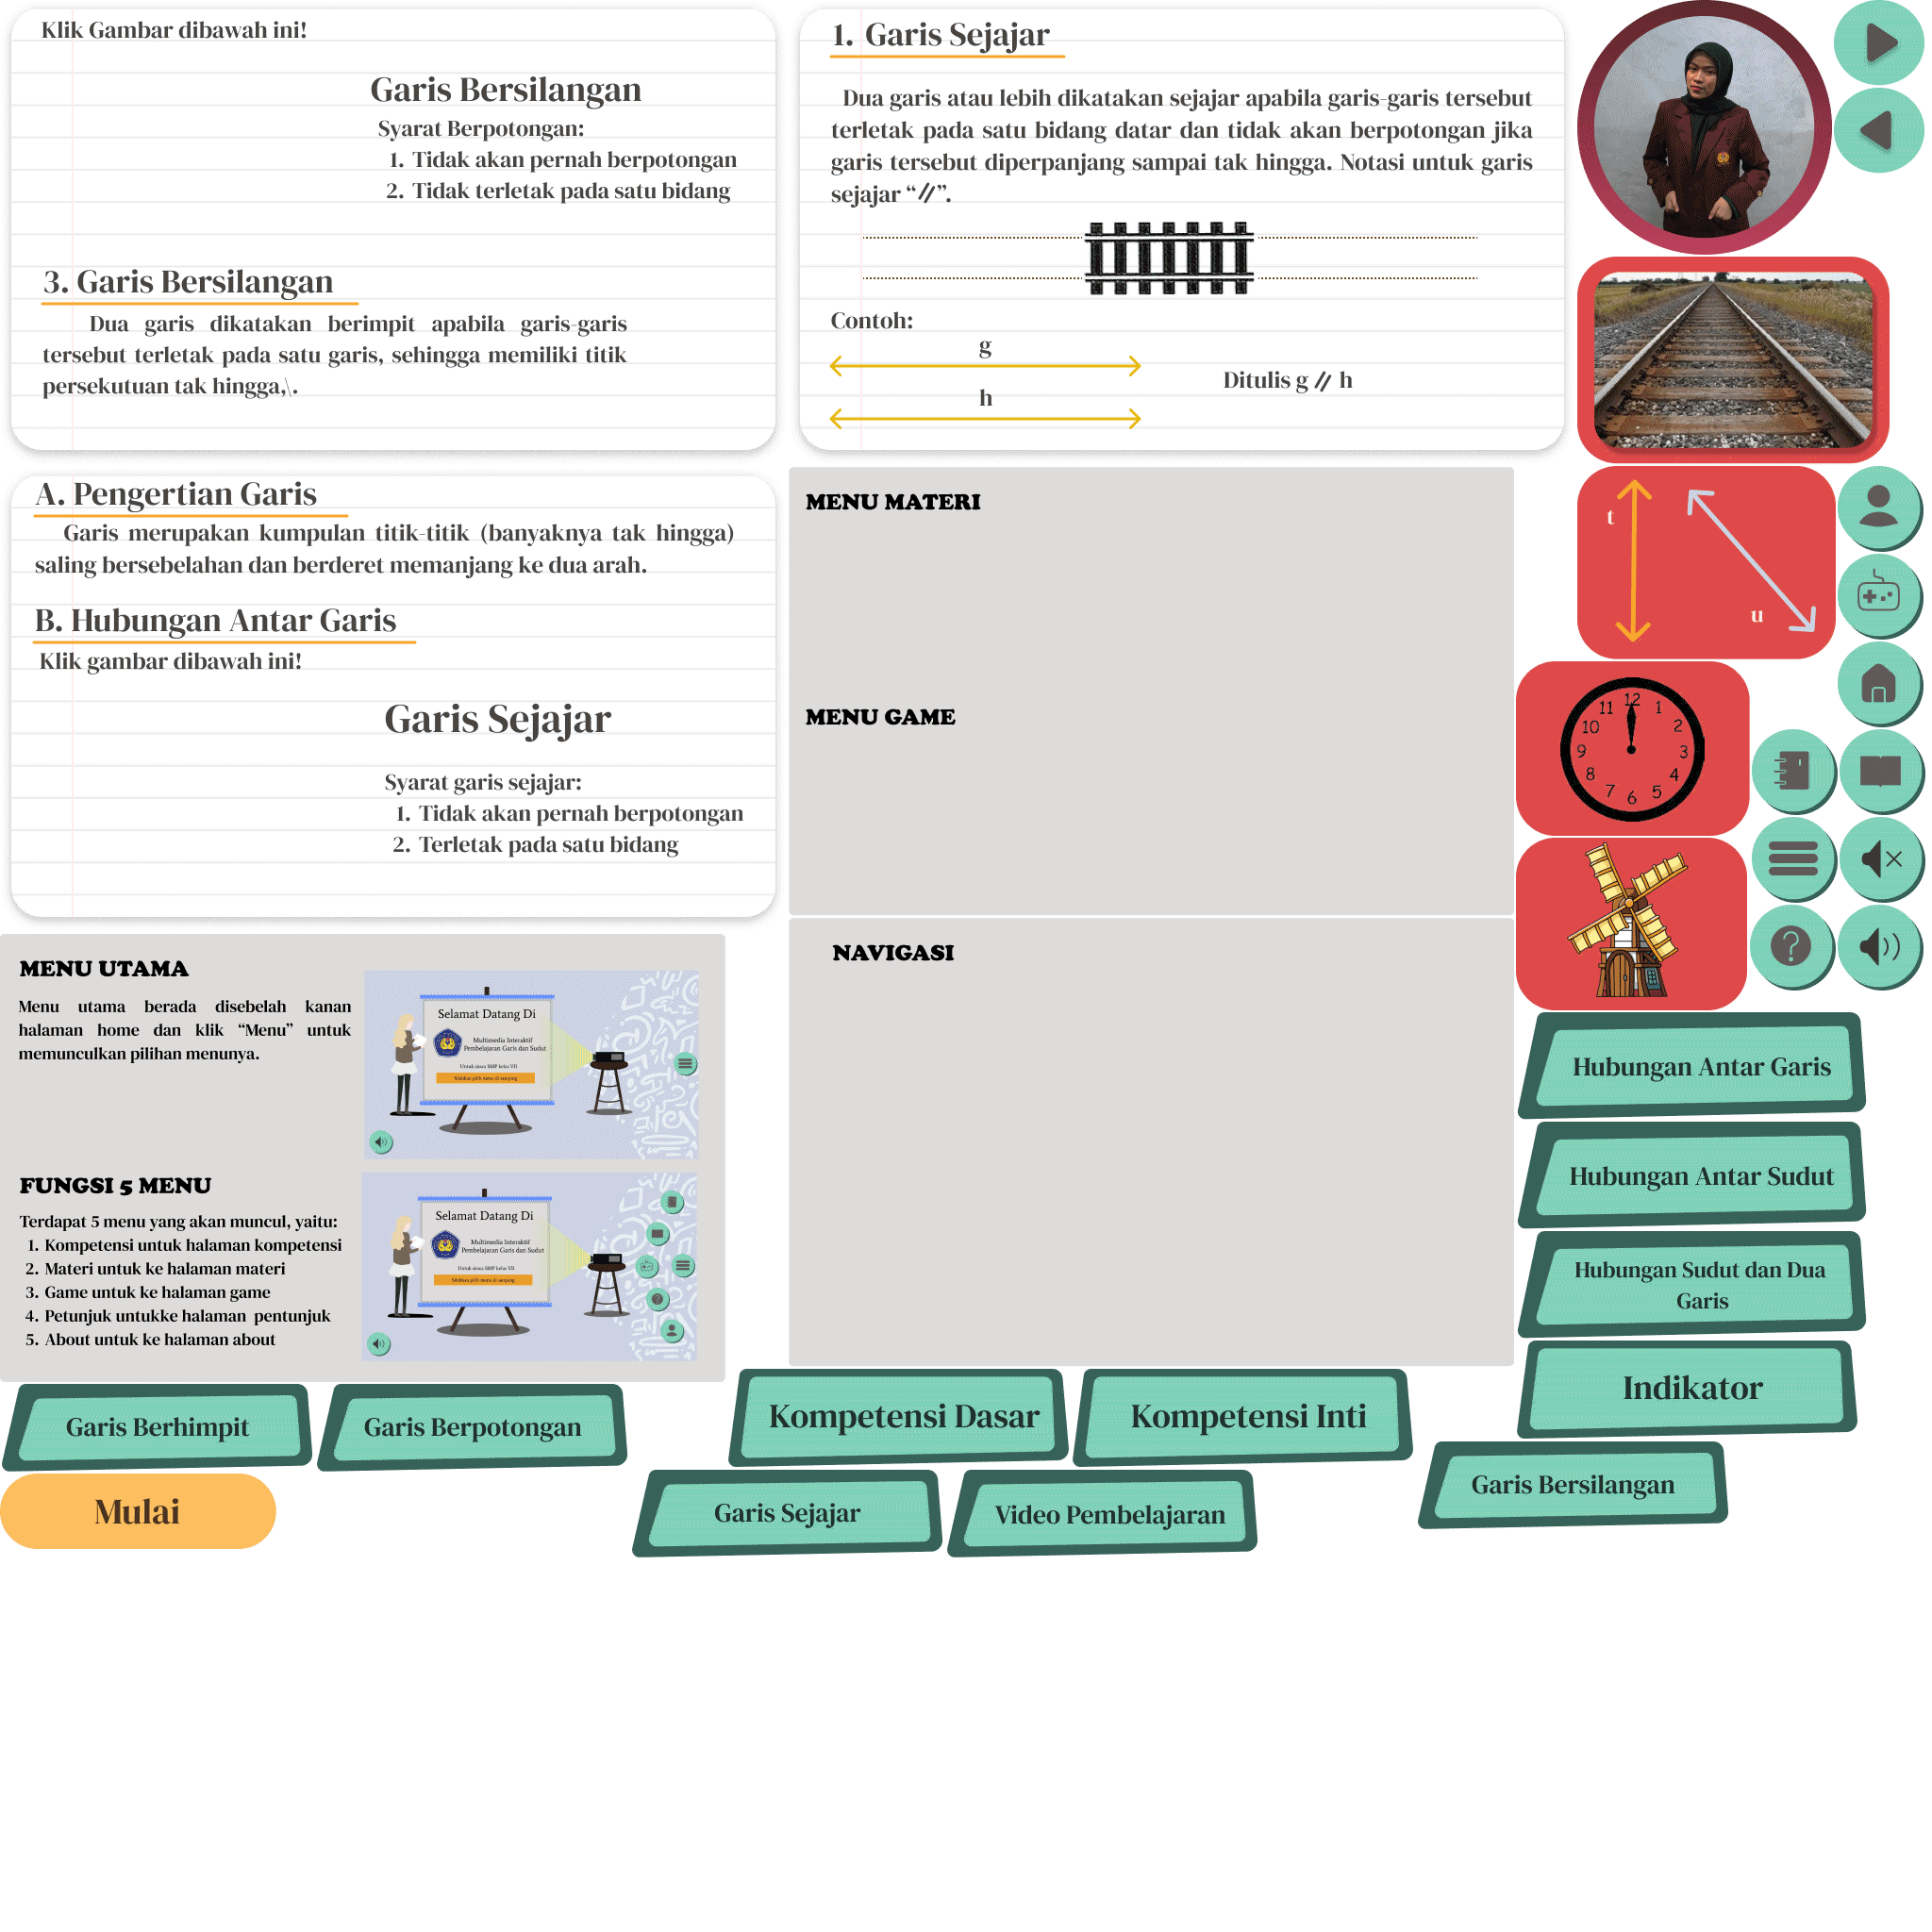 Klik Gambar dibawah ini!
Garis Bersilangan
Syarat Berpotongan:
1. Tidak akan pernah berpotongan
2. Tidak terletak pada satu bidang
3. Garis Bersilangan
Dua garis dikatakan berimpit apabila garis-garis
tersebut terletak pada satu garis, sehingga memiliki titik
persekutuan tak hingga,\.
1. Garis Sejajar
Dua garis atau lebih dikatakan sejajar apabila garis-garis tersebut
terletak pada satu bidang datar dan tidak akan berpotongan jika
garis tersebut diperpanjang sampai tak hingga. Notasi untuk garis
sejajar “//”.
Contoh:
g
h
Ditulis g // h
A. Pengertian Garis
Garis merupakan kumpulan titik-titik (banyaknya tak hingga)
saling bersebelahan dan berderet memanjang ke dua arah.
B. Hubungan Antar Garis
Klik gambar dibawah ini!
Garis Sejajar
Syarat garis sejajar:
1. Tidak akan pernah berpotongan
2. Terletak pada satu bidang
MENU MATERI
MENU GAME
t
u
12
1
2
3
4
5
6
7
8
9
10
11
MENU UTAMA
Menu utama berada disebelah kanan
halaman home dan klik “Menu” untuk
memunculkan pilihan menunya.
Selamat Datang Di
Multimedia Interaktif
Pembelajaran Garis dan Sudut
Untuk siswa SMP kelas VII
Silahkan pilih menu di samping
FUNGSI 5 MENU
Terdapat 5 menu yang akan muncul, yaitu:
1. Kompetensi untuk halaman kompetensi
2. Materi untuk ke halaman materi
3. Game untuk ke halaman game
4. Petunjuk untukke halaman pentunjuk
5. About untuk ke halaman about
Selamat Datang Di
Multimedia Interaktif
Pembelajaran Garis dan Sudut
Untuk siswa SMP kelas VII
Silahkan pilih menu di samping
?
NAVIGASI
?
Hubungan Antar Garis
Hubungan Antar Sudut
Hubungan Sudut dan Dua
Garis
Indikator
Garis Berhimpit
Garis Berpotongan
Kompetensi Dasar
Kompetensi Inti
Garis Bersilangan
Mulai
Garis Sejajar
Video Pembelajaran